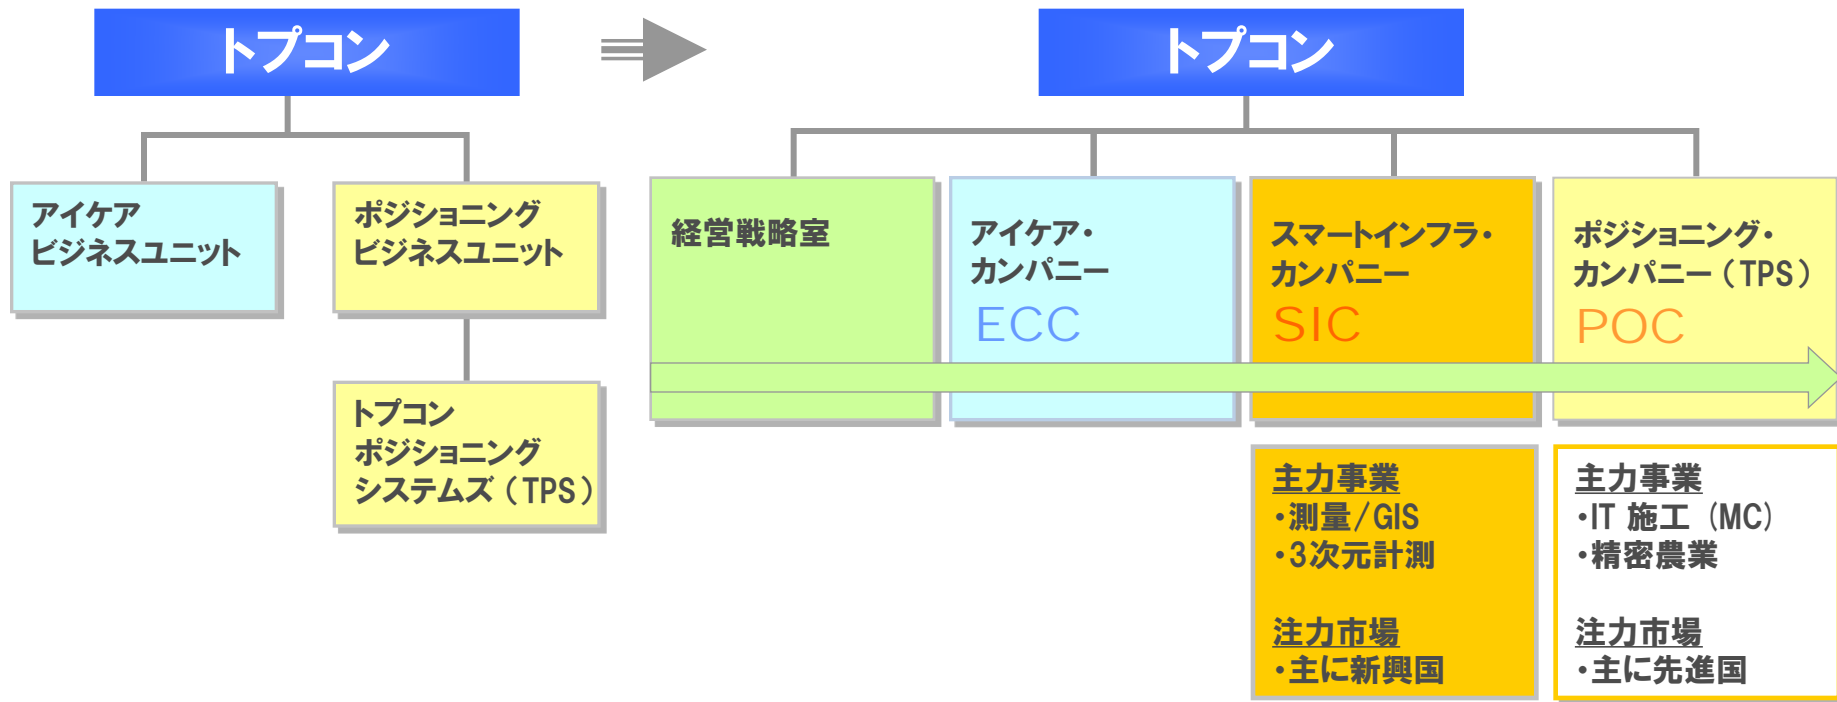 トプコン
アイケア
ビジネスユニット
ポジショニング
ビジネスユニット
トプコン
ポジショニング
システムズ（TPS）
トプコン
経営戦略室
アイケア・
カンパニー
ECC
スマートインフラ・
カンパニー
SIC
ポジショニング・
カンパニー（TPS）
POC
主力事業
・測量/GIS
・3次元計測
注力市場
・主に新興国
主力事業
・IT 施工 (MC)
・精密農業
注力市場
・主に先進国